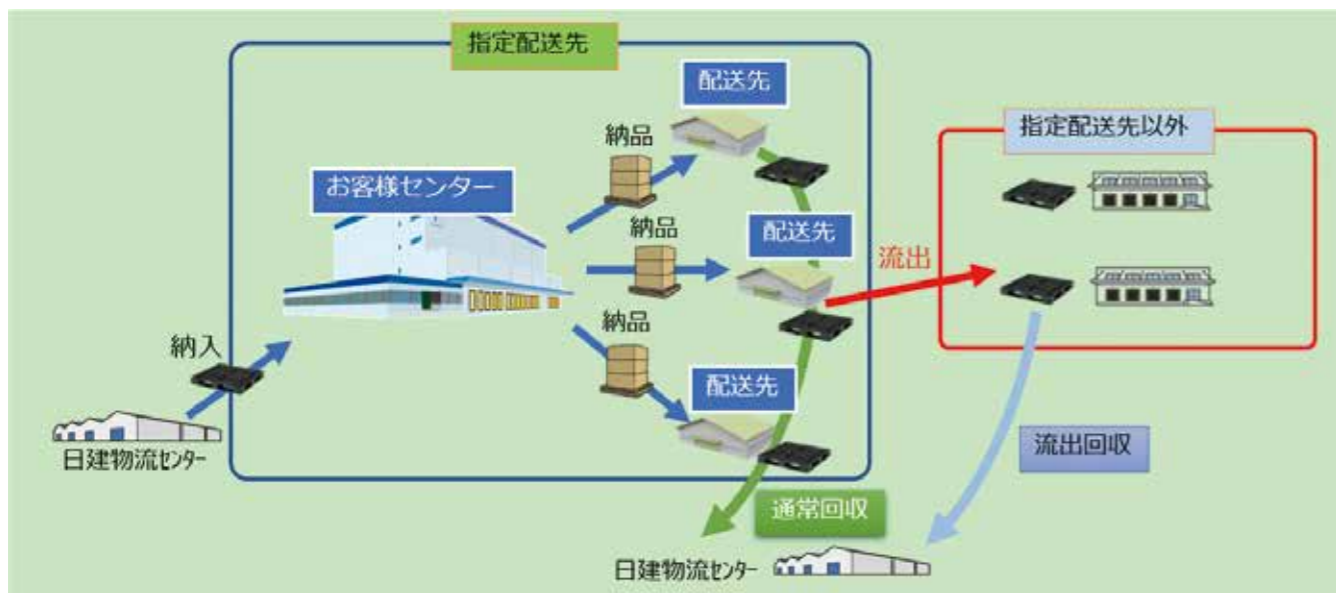 指定配送先
配送先
指定配送先以外
納品
お客様センター
納品
配送先
流出
納品
納入
配送先
日建物流ｾﾝﾀｰ
流出回収
通常回収
日建物流ｾﾝﾀｰ